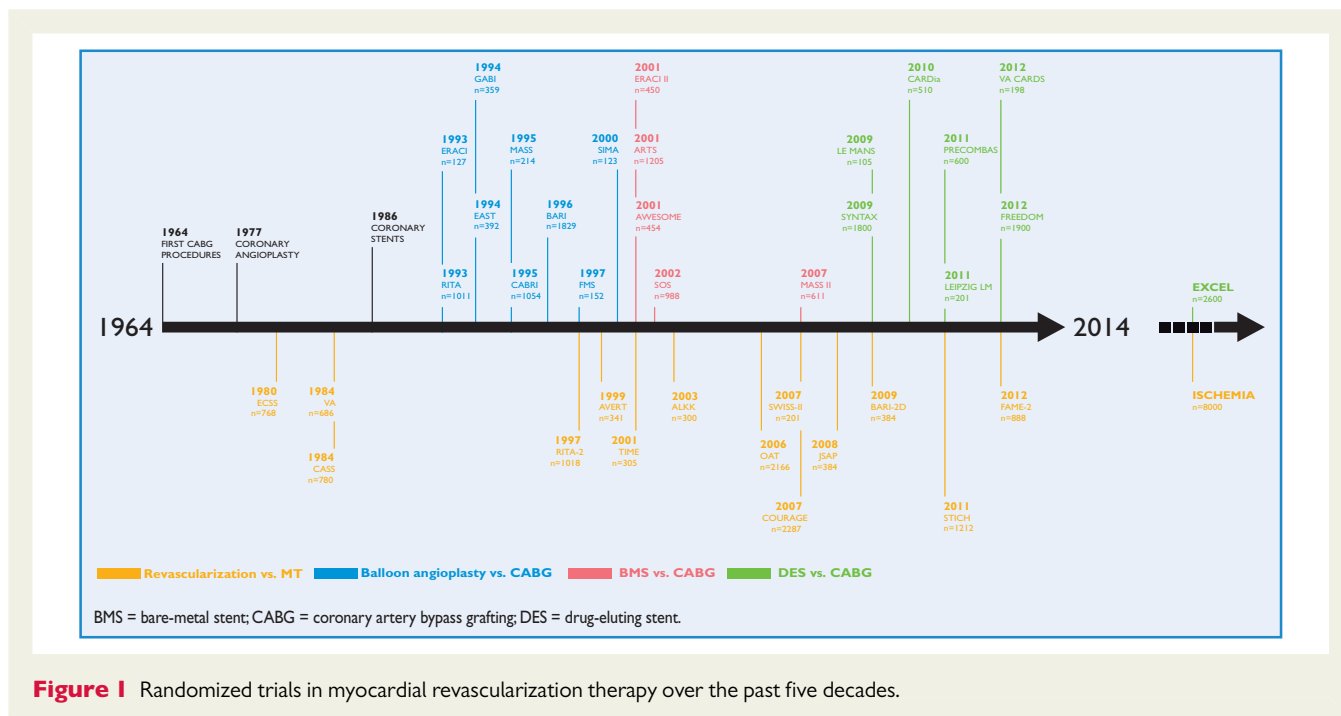 1994
GABI
n=359
2001
ERACI II
n=450
2010
CARDia
n=510
2012
VA CARDS
n=198
1993
ERACI
n=127
1995
MASS
n=214
2000
SIMA
n=123
2001
ARTS
n=1205
2009
LE MANS
n=105
2011
PRECOMBAS
n=600
1964
FIRST CABG
PROCEDURES
1977
CORONARY
ANGIOPLASTY
1986
CORONARY
STENTS
1994
EAST
n=392
1996
BARI
n=1829
2001
AWESOME
n=454
2009
SYNTAX
n=1800
2012
FREEDOM
n=1900
1993
RITA
n=1011
1995
CABRI
n=1054
1997
FMS
n=152
2002
SOS
n=988
2007
MASS II
n=611
2011
LEIPZIG LM
n=201
EXCEL
n=2600
1964
2014
1980
ECSS
n=768
1984
VA
n=686
1999
AVERT
n=341
2003
ALKK
n=300
2007
SWISS-II
n=201
2009
BARI-2D
n=384
2012
FAME-2
n=888
ISCHEMIA
n=8000
1984
CASS
n=780
1997
RITA-2
n=1018
2001
TIME
n=305
2006
OAT
n=2166
2008
JSAP
n=384
2007
COURAGE
n=2287
2011
STICH
n=1212
Revascularization vs. MT
Balloon angioplasty vs. CABG
BMS vs. CABG
DES vs. CABG
BMS = bare-metal stent; CABG = coronary artery bypass grafting; DES = drug-eluting stent.
Figure 1 Randomized trials in myocardial revascularization therapy over the past five decades.